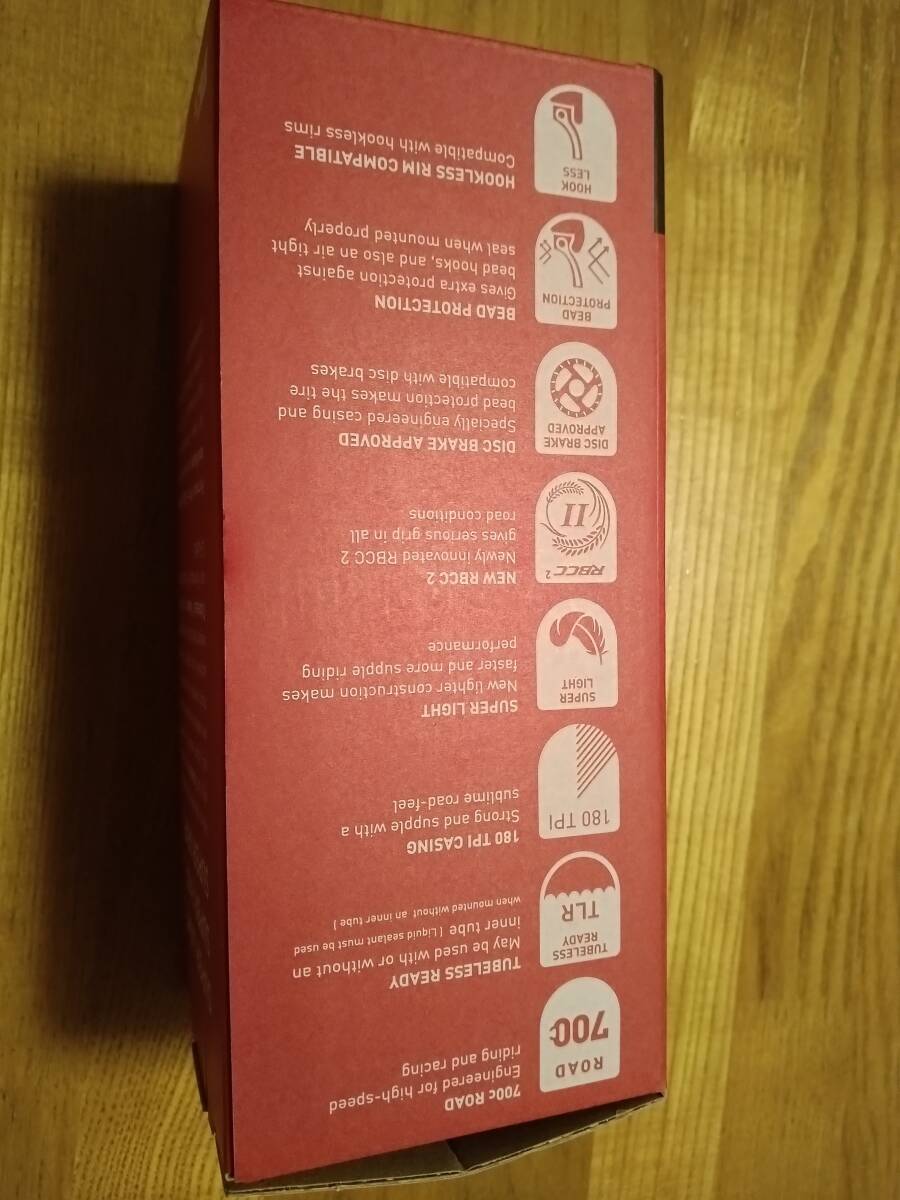 ROAD
700c
700c ROAD
Engineered for high-speed
riding and racing
TUBELESS
READY
TLR
TUBELESS READY
May be used with or without an
inner tube ( Liquid sealant must be used
when mounted without an inner tube )
180 TPI
180 TPI CASING
Strong and supple with a
sublime road-feel
SUPER
LIGHT
SUPER LIGHT
New lighter construction makes
faster and more supple riding
performance
RBCC 2
II
NEW RBCC 2
Newly innovated RBCC 2
gives serious grip in all
road conditions
DISC BRAKE
APPROVED
DISC BRAKE APPROVED
Specially engineered casing and
bead protection makes the tire
compatible with disc brakes
BEAD
PROTECTION
BEAD PROTECTION
Gives extra protection against
bead hooks, and also an air tight
seal when mounted properly
HOOK
LESS
HOOKLESS RIM COMPATIBLE
Compatible with hookless rims